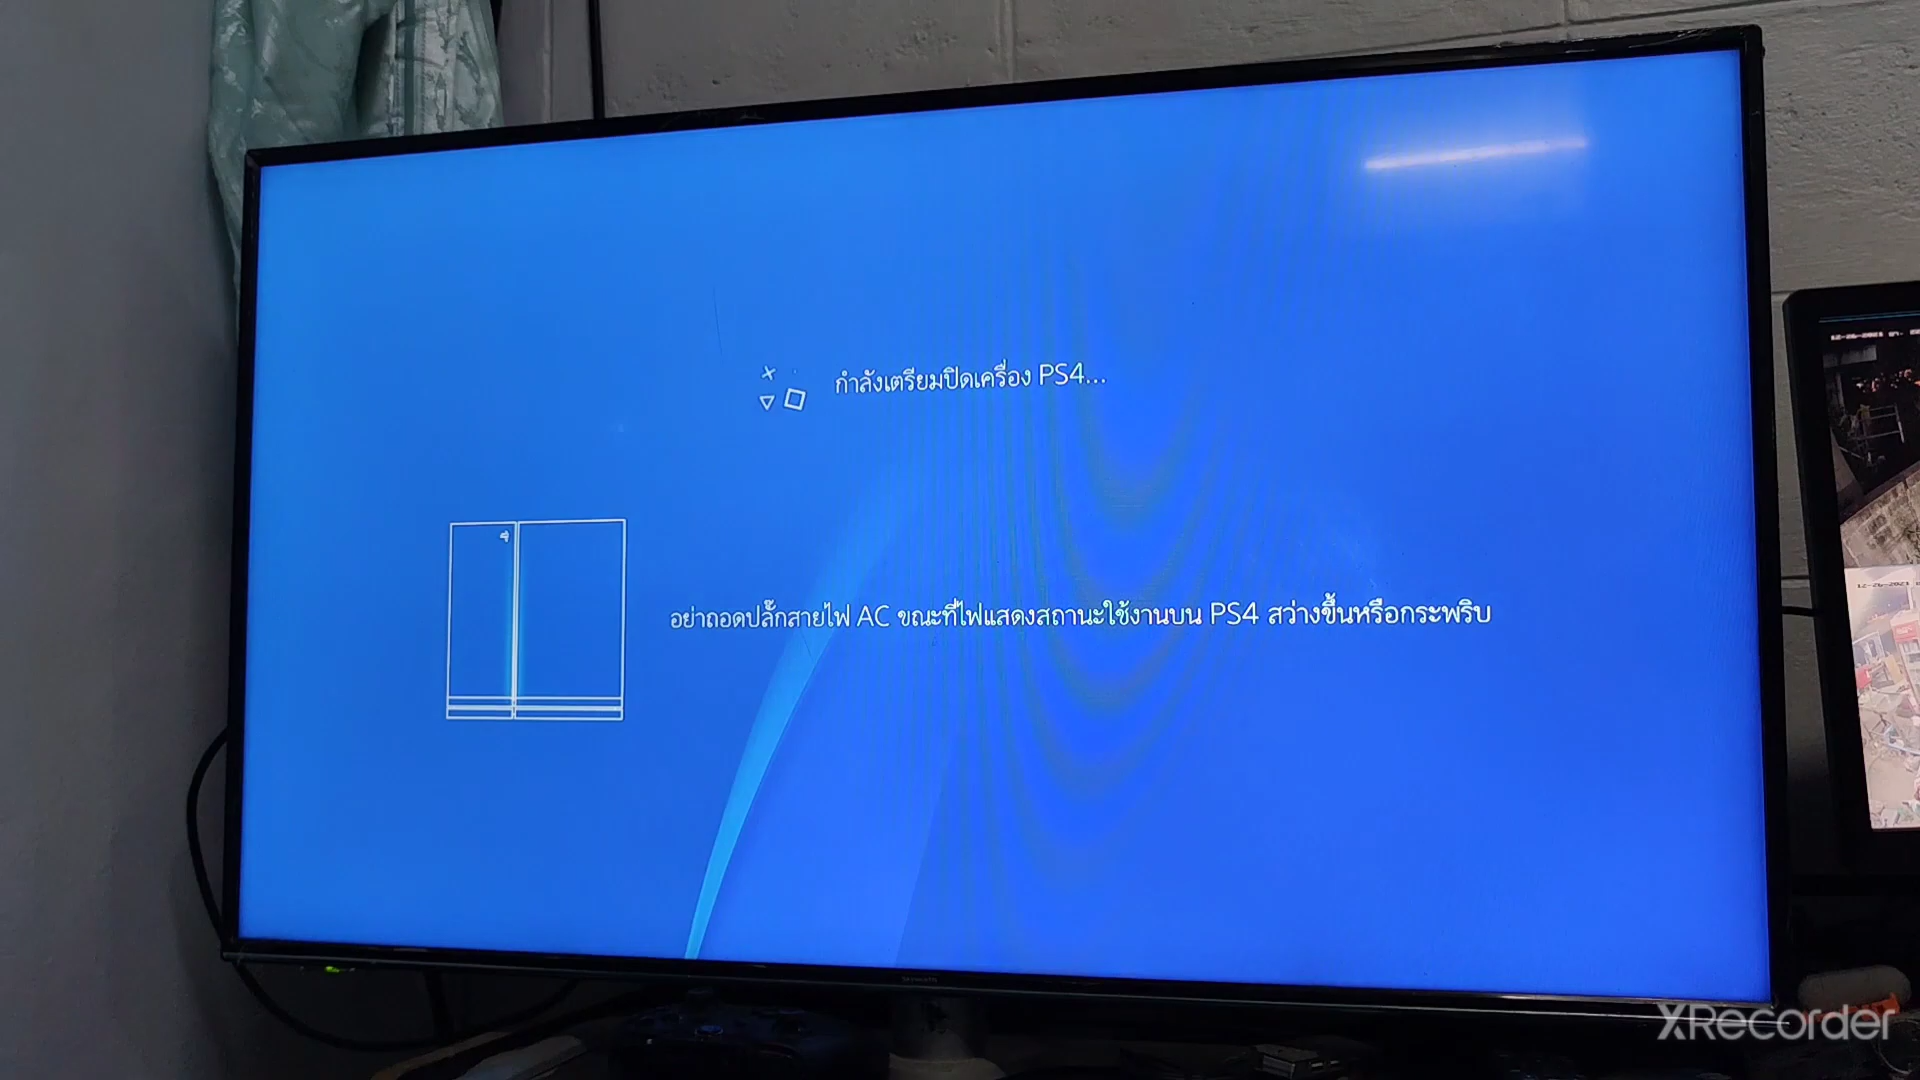 กำลังเตรียมปิดเครื่อง PS4...
อย่าถอดปลั๊กสายไฟ AC ขณะที่ไฟแสดงสถานะใช้งานบน PS4 สว่างขึ้นหรือกระพริบ
XRecorder